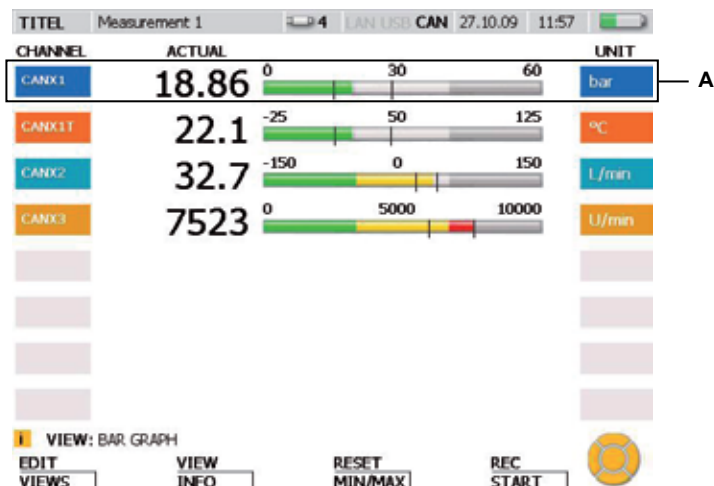 TITEL Measurement 1 4 LAN USB CAN 27.10.09 11:57
CHANNEL ACTUAL UNIT
CANX1 18.86 0 30 60 bar A
CANX1T 22.1 -25 50 125 °C
CANX2 32.7 -150 0 150 L/min
CANX3 7523 0 5000 10000 U/min
i VIEW: BAR GRAPH
EDIT VIEW RESET REC
VIEWS INFO MIN/MAX START